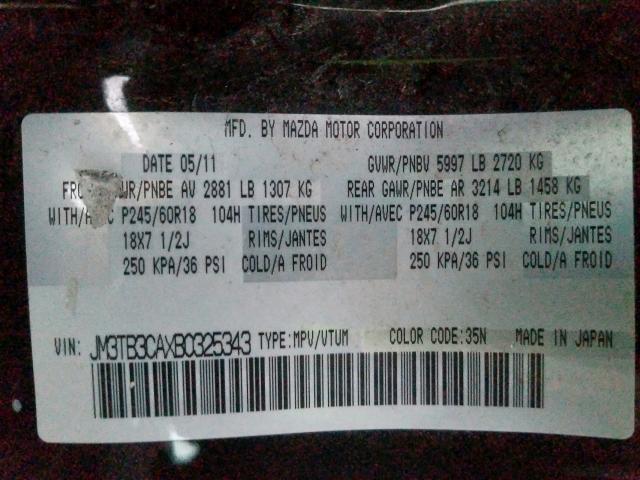 MFD. BY MAZDA MOTOR CORPORATION
DATE 05/11 GVWR/PNBV 5997 LB 2720 KG
AWR/PNBE AV 2881 LB 1307 KG REAR GAWR/PNBE AR 3214 LB 1458 KG
WITH/AVEC P245/60R18 104H TIRES/PNEUS WITH/AVEC P245/60R18 104H TIRES/PNEUS
18X7 1/2J RIMS/JANTES 18X7 1/2J RIMS/JANTES
250 KPA/36 PSI COLD/A FROID 250 KPA/36 PSI COLD/A FROID
VIN: JM3TB3CAXB0325343 TYPE:MPV/VTUM COLOR CODE:35N MADE IN JAPAN